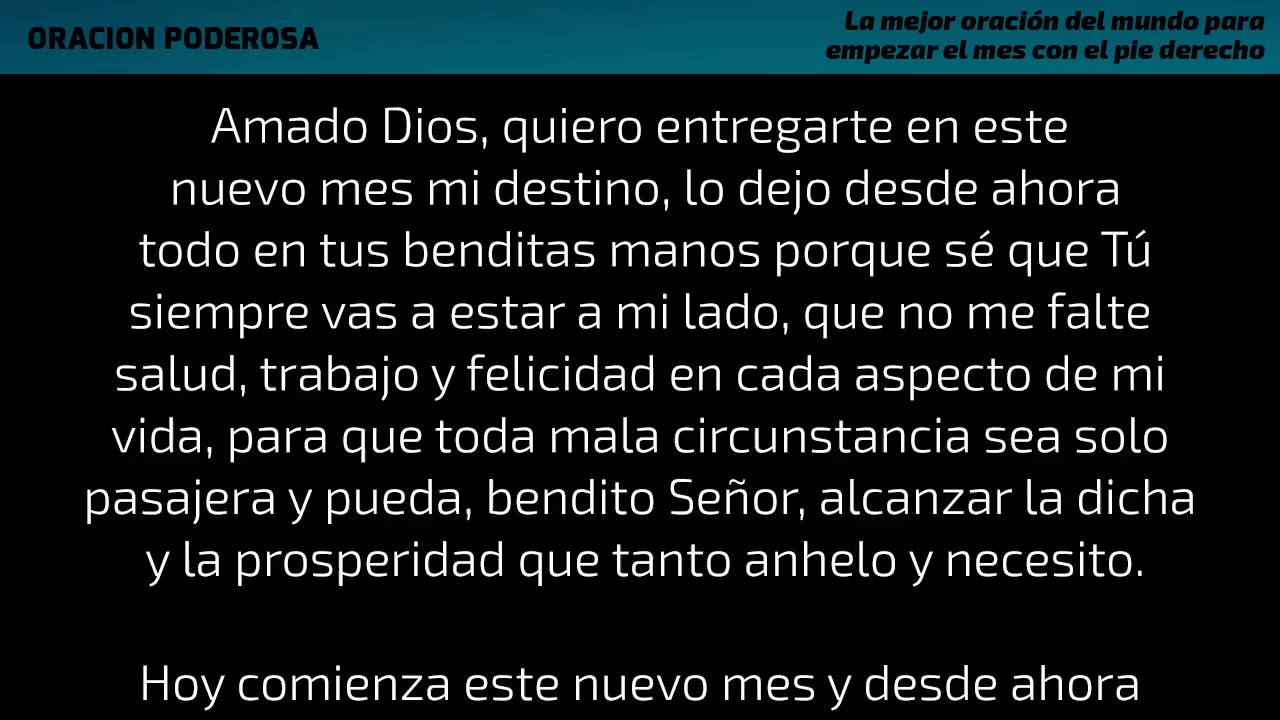 ORACION PODEROSA
La mejor oración del mundo para
empezar el mes con el pie derecho
Amado Dios, quiero entregarte en este
nuevo mes mi destino, lo dejo desde ahora
todo en tus benditas manos porque sé que Tú
siempre vas a estar a mi lado, que no me falte
salud, trabajo y felicidad en cada aspecto de mi
vida, para que toda mala circunstancia sea solo
pasajera y pueda, bendito Señor, alcanzar la dicha
y la prosperidad que tanto anhelo y necesito.
Hoy comienza este nuevo mes y desde ahora